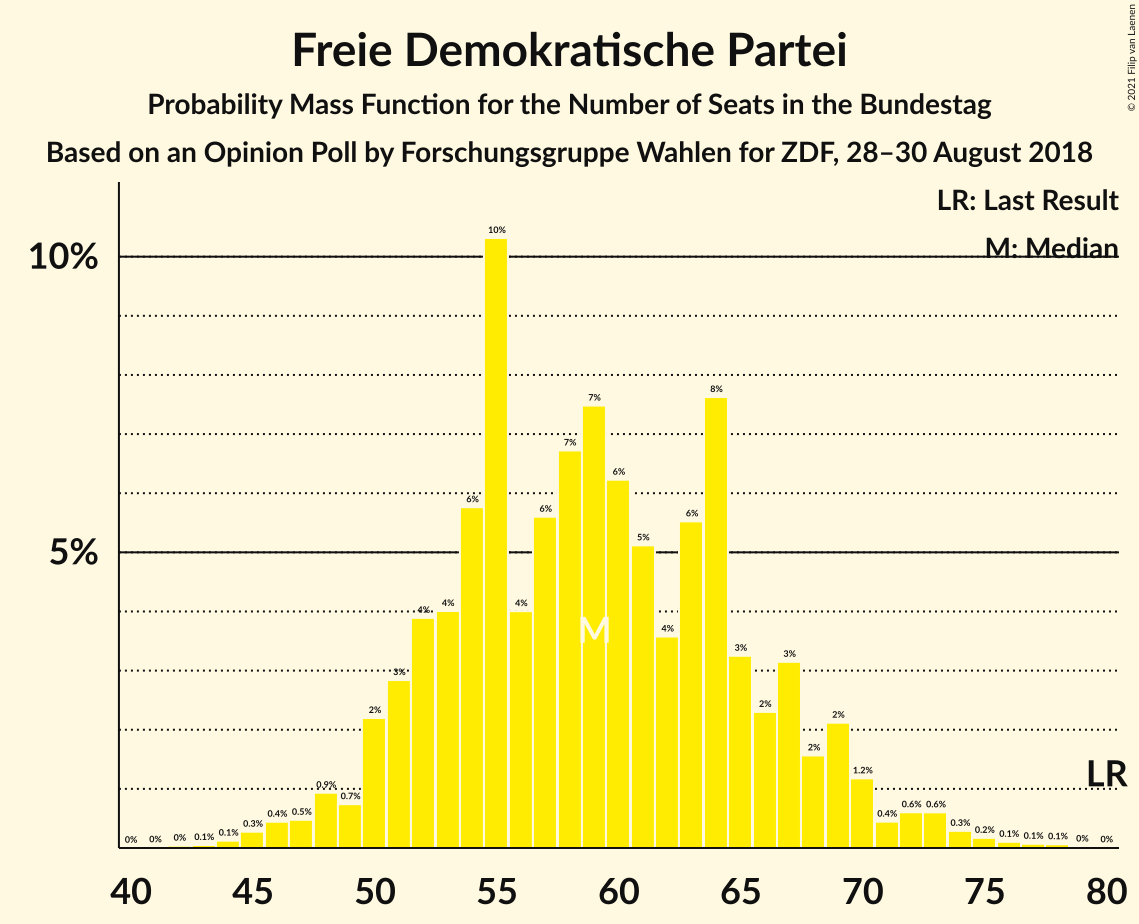 Freie Demokratische Partei
Probability Mass Function for the Number of Seats in the Bundestag
Based on an Opinion Poll by Forschungsgruppe Wahlen for ZDF, 28–30 August 2018
© 2021 Filip van Laenen
LR: Last Result
M: Median
10%
5%
0% 0% 0% 0.1% 0.1% 0.3% 0.4% 0.5% 0.9% 0.7% 2% 3% 4% 4% 6% 10% 4% 6% 7% 7% 6% 5% 4% 6% 8% 3% 2% 3% 2% 2% 1.2% 0.4% 0.6% 0.6% 0.3% 0.2% 0.1% 0.1% 0.1% 0% 0%
M
LR
40 45 50 55 60 65 70 75 80